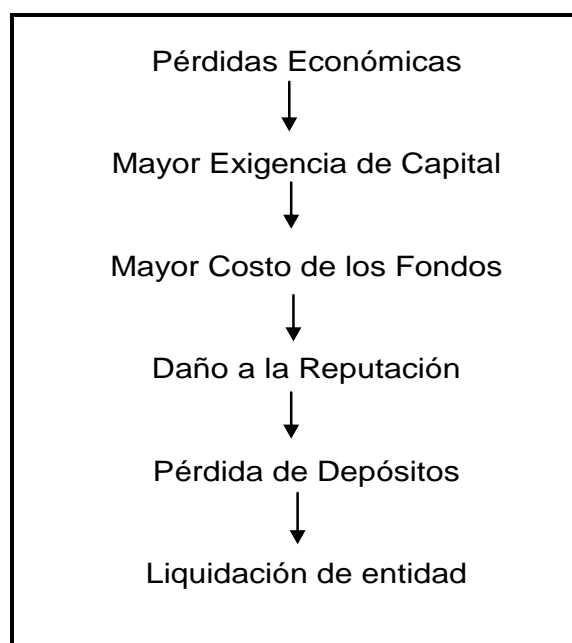 Pérdidas Económicas
Mayor Exigencia de Capital
Mayor Costo de los Fondos
Daño a la Reputación
Pérdida de Depósitos
Liquidación de entidad